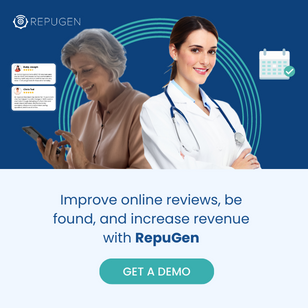 REPUGEN
Improve online reviews, be
found, and increase revenue
with RepuGen
GET A DEMO